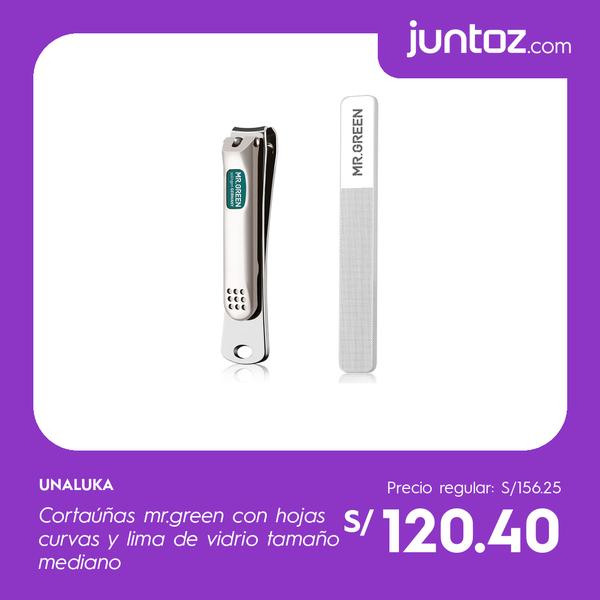 juntoz.com
MR.GREEN
MR.GREEN
UNALUKA
Precio regular: S/156.25
Cortaúñas mr.green con hojas
curvas y lima de vidrio tamaño
mediano
S/120.40